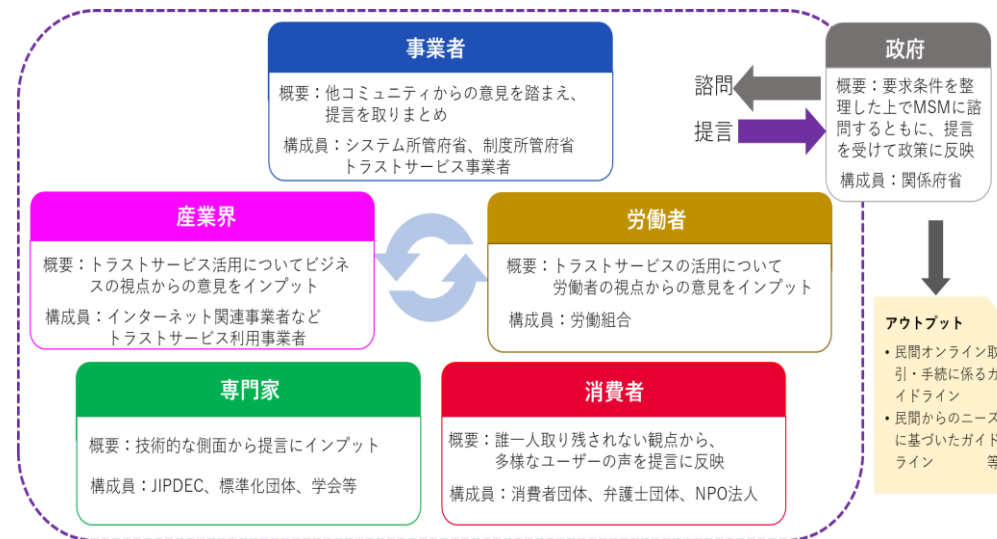 事業者
概要：他コミュニティからの意見を踏まえ、
提言を取りまとめ
構成員：システム所管府省、制度所管府省
トラストサービス事業者
諮問
提言
政府
概要：要求条件を整
理した上でMSMに諮
問するともに、提言
を受けて政策に反映
構成員：関係府省
産業界
概要：トラストサービス活用についてビジネ
スの視点からの意見をインプット
構成員：インターネット関連事業者など
トラストサービス利用事業者
労働者
概要：トラストサービスの活用について
労働者の視点からの意見をインプット
構成員：労働組合
専門家
概要：技術的な側面から提言にインプット
構成員：JIPDEC、標準化団体、学会等
消費者
概要：誰一人取り残されない観点から、
多様なユーザーの声を提言に反映
構成員：消費者団体、弁護士団体、NPO法人
アウトプット
• 民間オンライン取
引・手続に係るガ
イドライン
• 民間からのニーズ
に基づいたガイド
ライン 等